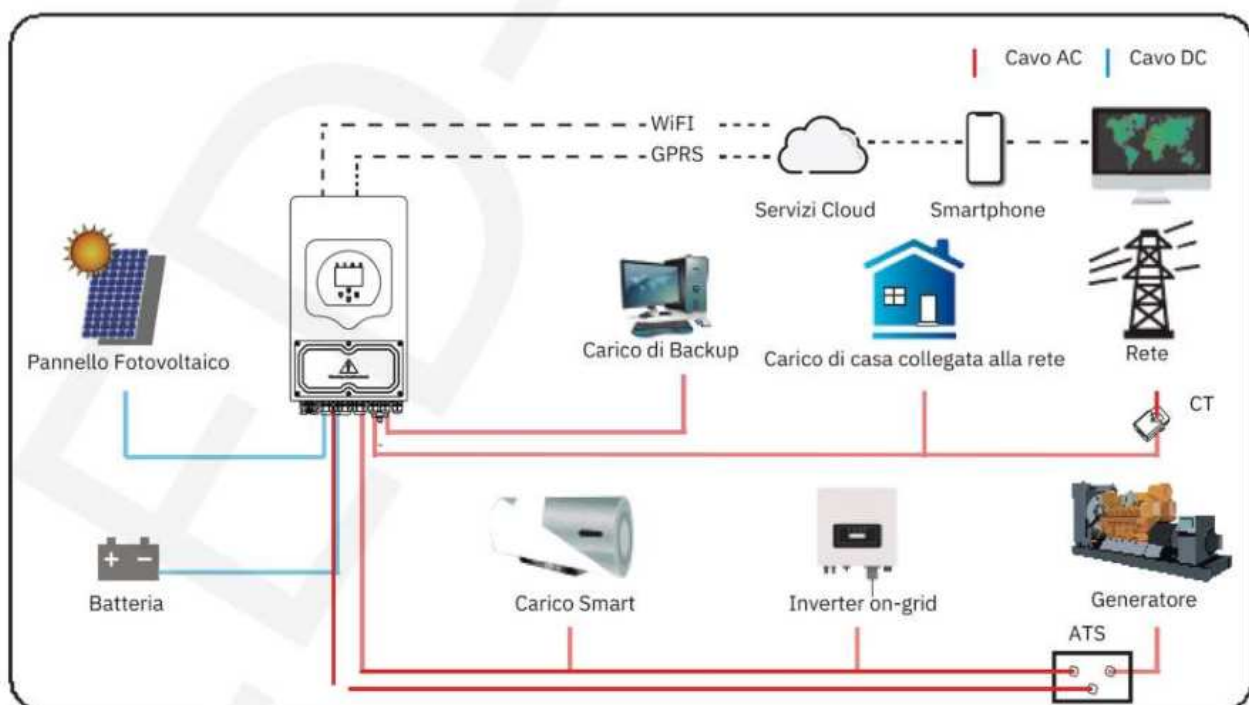 Cavo AC
Cavo DC
WiFI
GPRS
Servizi Cloud
Smartphone
Pannello Fotovoltaico
Carico di Backup
Carico di casa collegata alla rete
Rete
CT
Batteria
Carico Smart
Inverter on-grid
Generatore
ATS